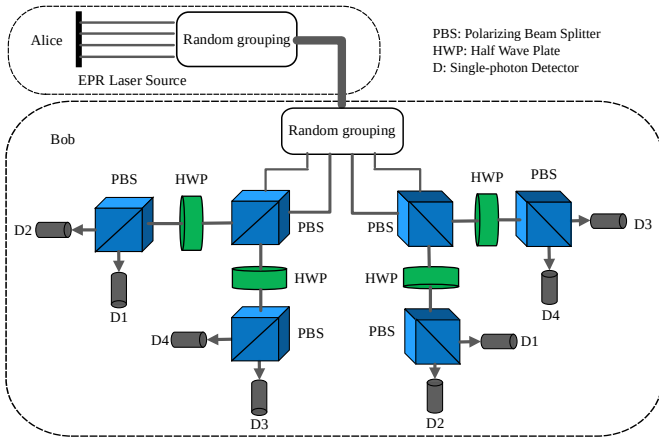 Alice
Random grouping
EPR Laser Source
PBS: Polarizing Beam Splitter
HWP: Half Wave Plate
D: Single-photon Detector
Random grouping
Bob
PBS
HWP
HWP
PBS
D2
PBS
PBS
D3
D1
HWP
HWP
D4
D4
PBS
PBS
D1
D3
D2